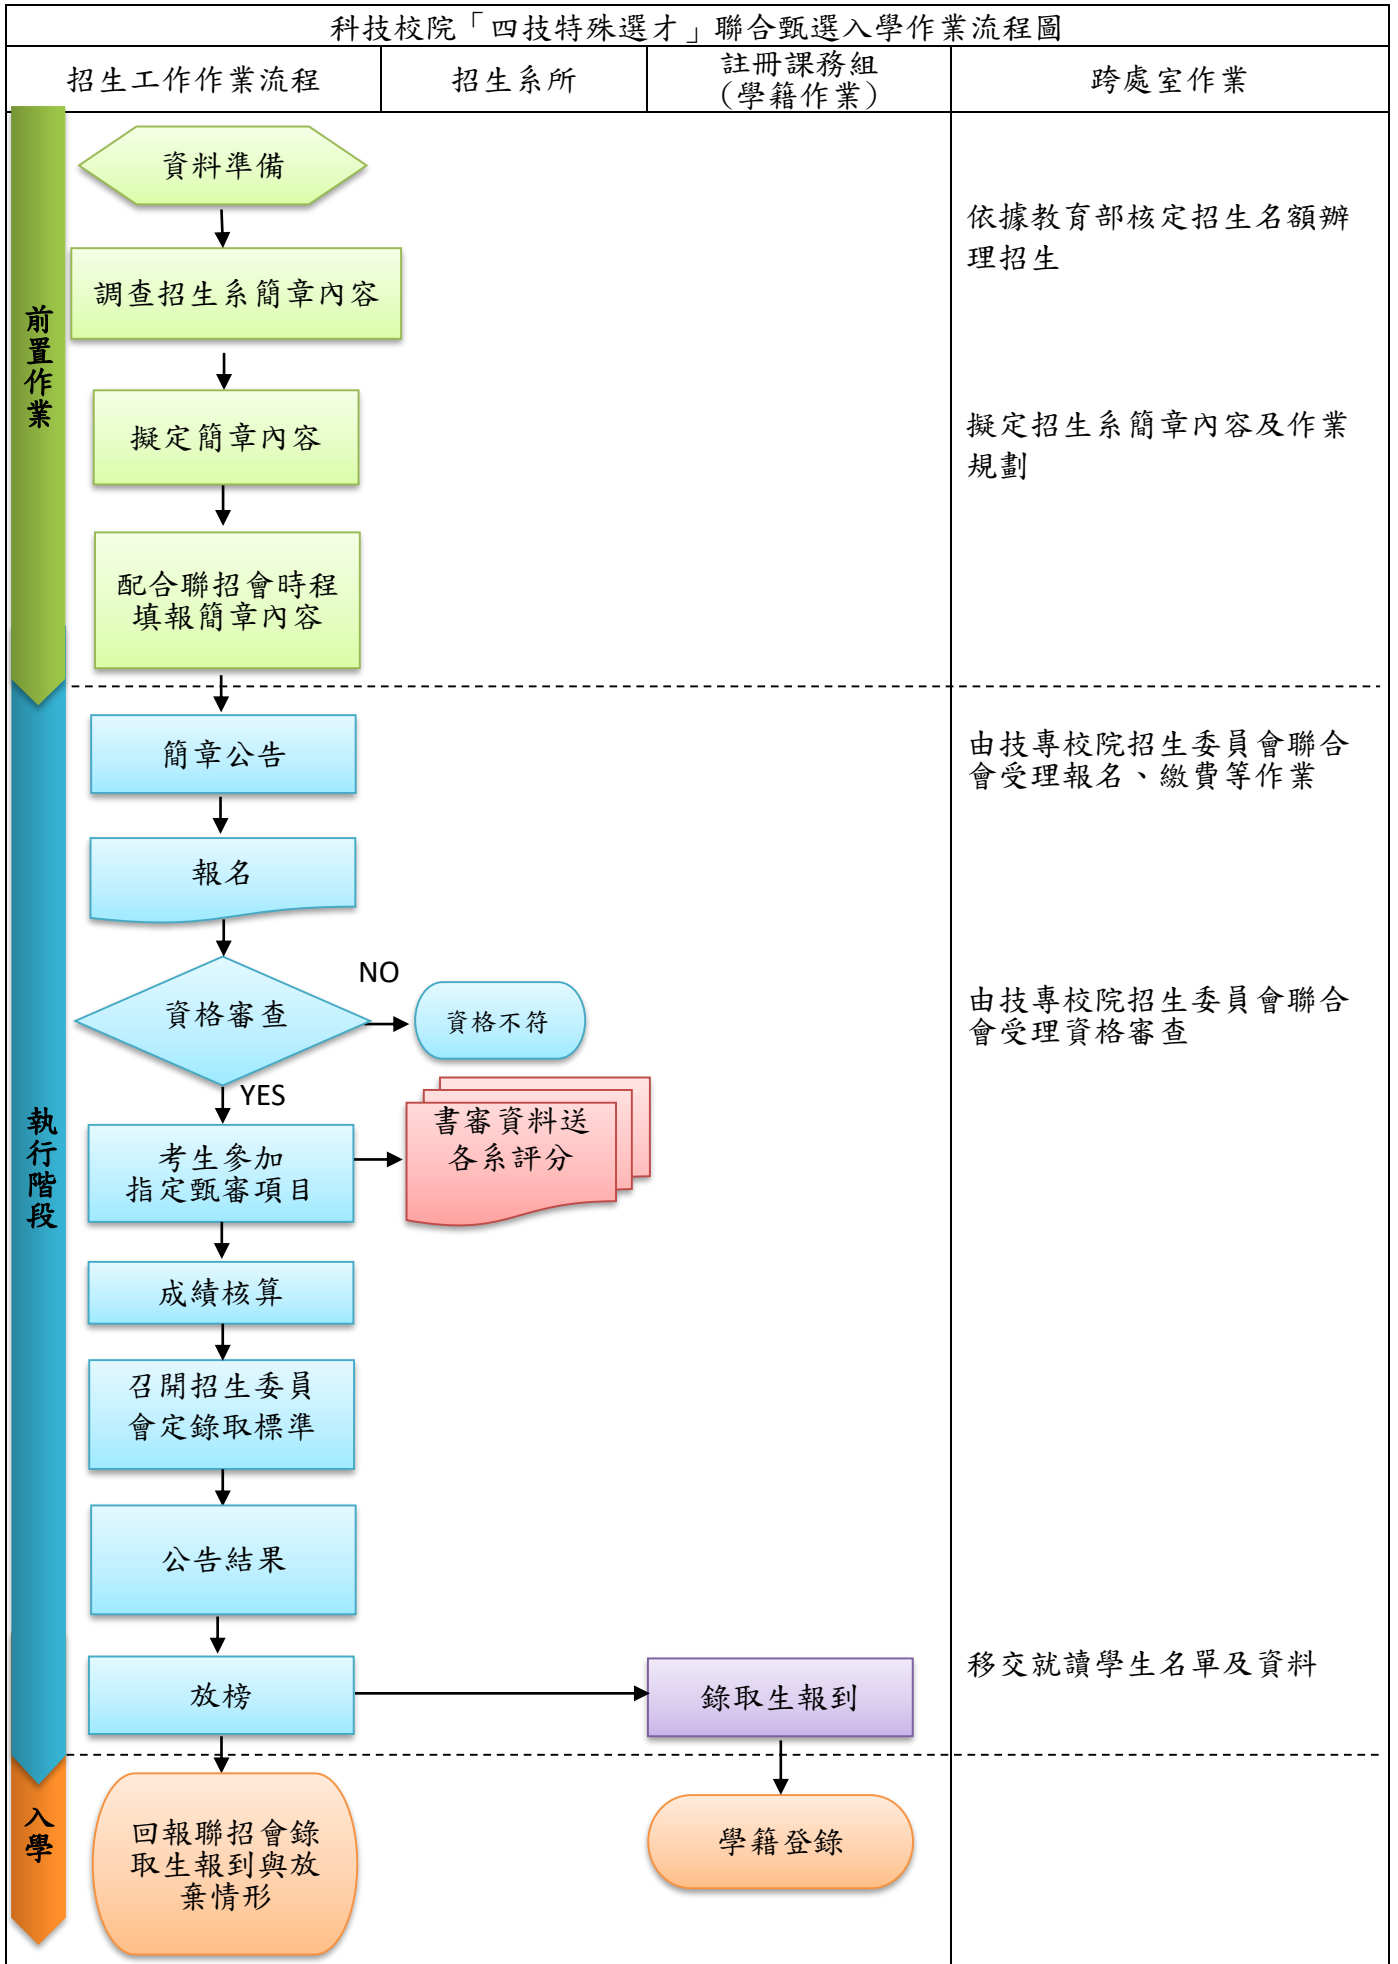 科技校院「四技特殊選才」聯合甄選入學作業流程圖
招生工作作業流程
招生系所
註冊課務組
（學籍作業）
跨處室作業
前置作業
資料準備
依據教育部核定招生名額辦
理招生
調查招生系簡章內容
擬定簡章內容
擬定招生系簡章內容及作業
規劃
配合聯招會時程
填報簡章內容
執行階段
簡章公告
由技專校院招生委員會聯合
會受理報名、繳費等作業
報名
資格審查
NO
資格不符
由技專校院招生委員會聯合
會受理資格審查
YES
考生參加
指定甄審項目
書審資料送
各系評分
成績核算
召開招生委員
會定錄取標準
公告結果
放榜
錄取生報到
移交就讀學生名單及資料
入學
回報聯招會錄
取生報到與放
棄情形
學籍登錄